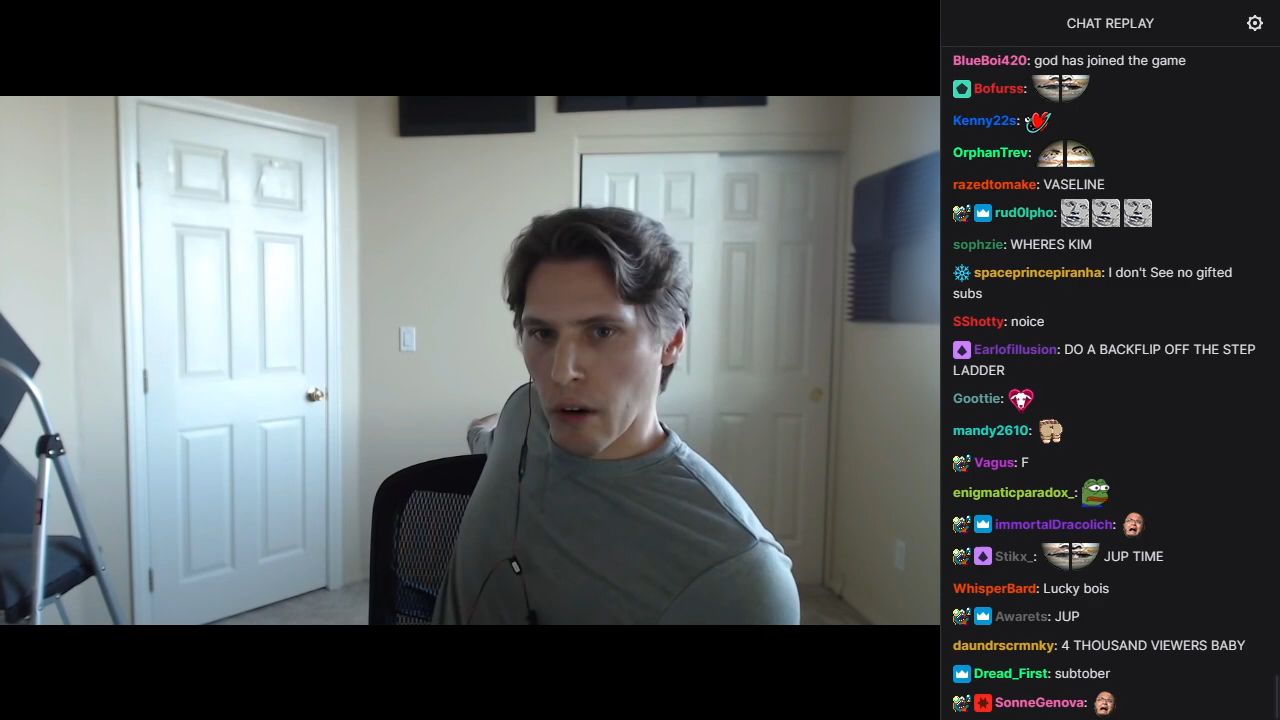 CHAT REPLAY
BlueBoi420: god has joined the game
Bofurss:
Kenny22s:
OrphanTrev:
razedtomake: VASELINE
rud0lpho:
sophzie: WHERES KIM
spaceprincepiranha: I don't See no gifted
subs
SShotty: noice
Earlofillusion: DO A BACKFLIP OFF THE STEP
LADDER
Goottie:
mandy2610:
Vagus: F
enigmaticparadox_:
immortalDracolich:
Stikx_: JUP TIME
WhisperBard: Lucky bois
Awarets: JUP
daundrscrmnky: 4 THOUSAND VIEWERS BABY
Dread_First: subtober
SonneGenova: